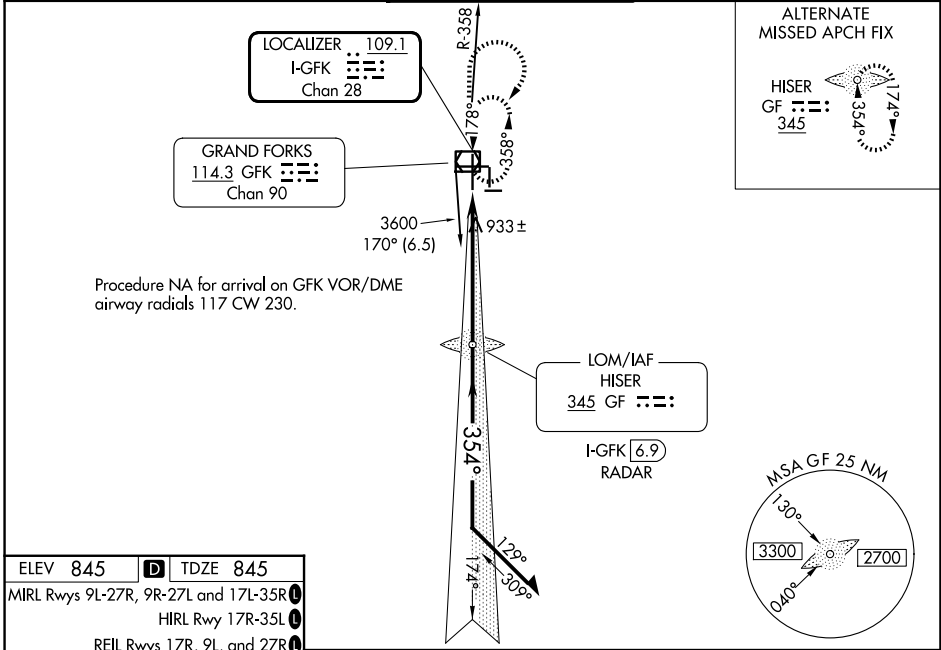 LOCALIZER 109.1
I-GFK
Chan 28
R-358
178°
358°
GRAND FORKS
114.3 GFK
Chan 90
3600
170° (6.5)
933 ±
Procedure NA for arrival on GFK VOR/DME
airway radials 117 CW 230.
ALTERNATE
MISSED APCH FIX
HISER
GF
345
354°
174°
LOM/IAF
HISER
345 GF
I-GFK 6.9
RADAR
354°
129°
309°
174°
MSA GF 25 NM
130°
3300
2700
040°
ELEV 845 D TDZE 845
MIRL Rwys 9L-27R, 9R-27L and 17L-35R L
HIRL Rwy 17R-35L L
REIL Rwys 17R, 9L, and 27R L